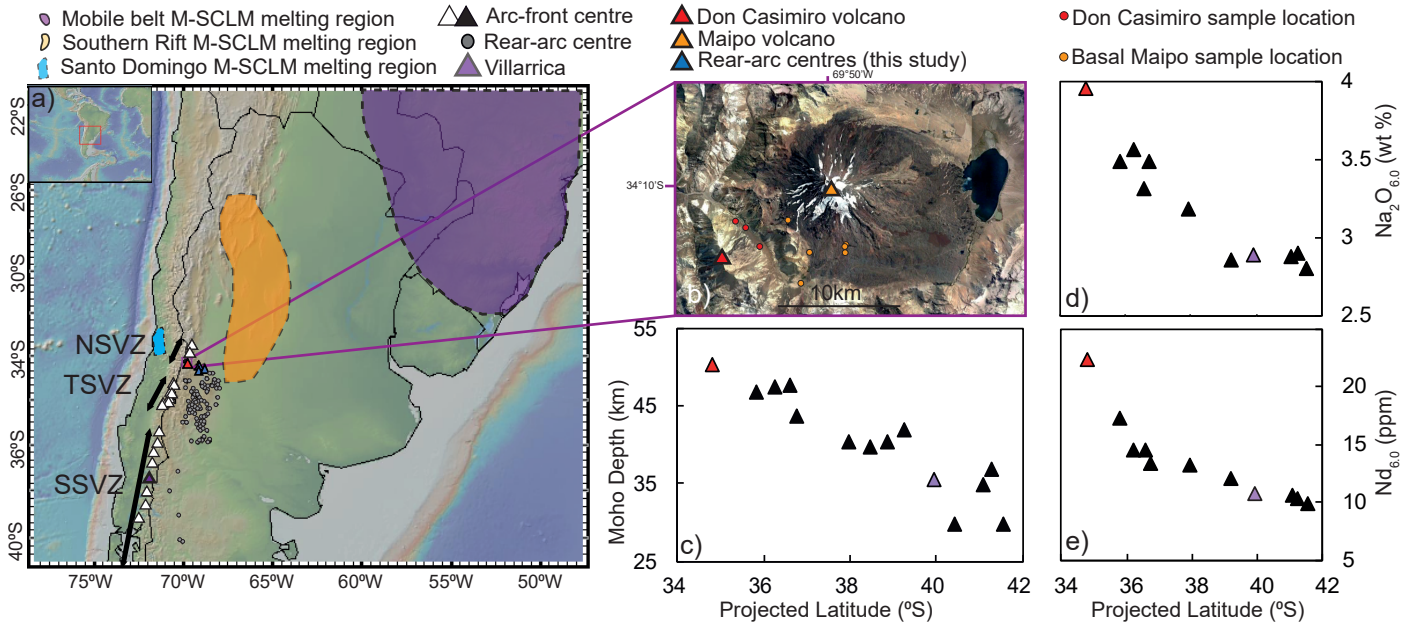 Mobile belt M-SCLM melting region
Southern Rift M-SCLM melting region
Santo Domingo M-SCLM melting region
Arc-front centre
Rear-arc centre
Villarrica
Don Casimiro volcano
Maipo volcano
Rear-arc centres (this study)
Don Casimiro sample location
Basal Maipo sample location
a)
22°S
26°S
30°S
34°S
36°S
40°S
NSVZ
TSVZ
SSVZ
75°W
70°W
65°W
60°W
55°W
50°W
69°50'W
34°10'S
b)
10km
55
45
35
25
Moho Depth (km)
c)
34
36
38
40
42
Projected Latitude (ºS)
4
3.5
3
2.5
Na2O6.0 (wt %)
d)
20
15
10
5
Nd6.0 (ppm)
e)
34
36
38
40
42
Projected Latitude (ºS)